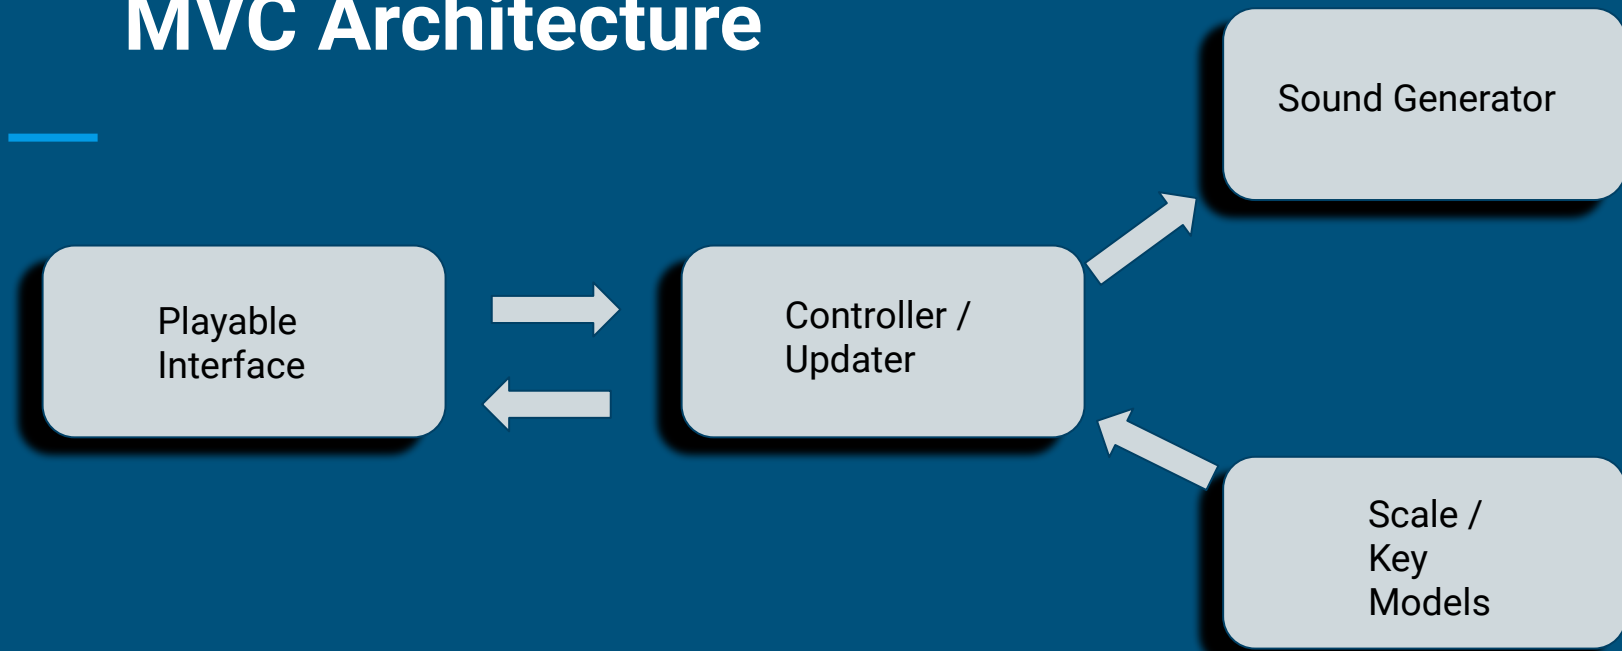 MVC Architecture
Sound Generator
Playable
Interface
Controller /
Updater
Scale /
Key
Models